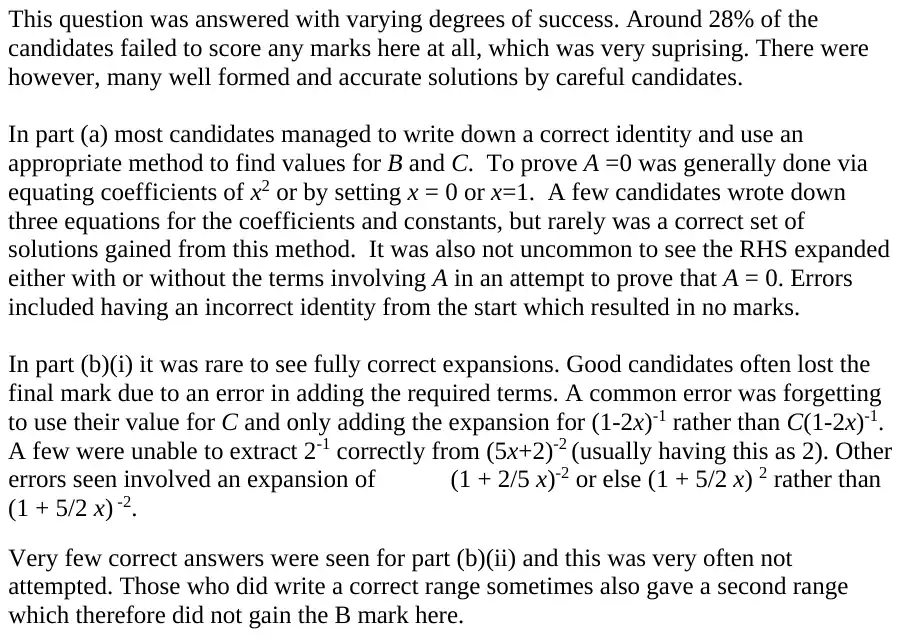 This question was answered with varying degrees of success. Around 28% of the
candidates failed to score any marks here at all, which was very suprising. There were
however, many well formed and accurate solutions by careful candidates.
In part (a) most candidates managed to write down a correct identity and use an
appropriate method to find values for B and C. To prove A =0 was generally done via
equating coefficients of x² or by setting x = 0 or x=1. A few candidates wrote down
three equations for the coefficients and constants, but rarely was a correct set of
solutions gained from this method. It was also not uncommon to see the RHS expanded
either with or without the terms involving A in an attempt to prove that A = 0. Errors
included having an incorrect identity from the start which resulted in no marks.
In part (b)(i) it was rare to see fully correct expansions. Good candidates often lost the
final mark due to an error in adding the required terms. A common error was forgetting
to use their value for C and only adding the expansion for (1-2x)⁻¹ rather than C(1-2x)⁻¹.
A few were unable to extract 2⁻¹ correctly from (5x+2)⁻² (usually having this as 2). Other
errors seen involved an expansion of (1 + 2/5 x)⁻² or else (1 + 5/2 x) ² rather than
(1 + 5/2 x) ⁻².
Very few correct answers were seen for part (b)(ii) and this was very often not
attempted. Those who did write a correct range sometimes also gave a second range
which therefore did not gain the B mark here.